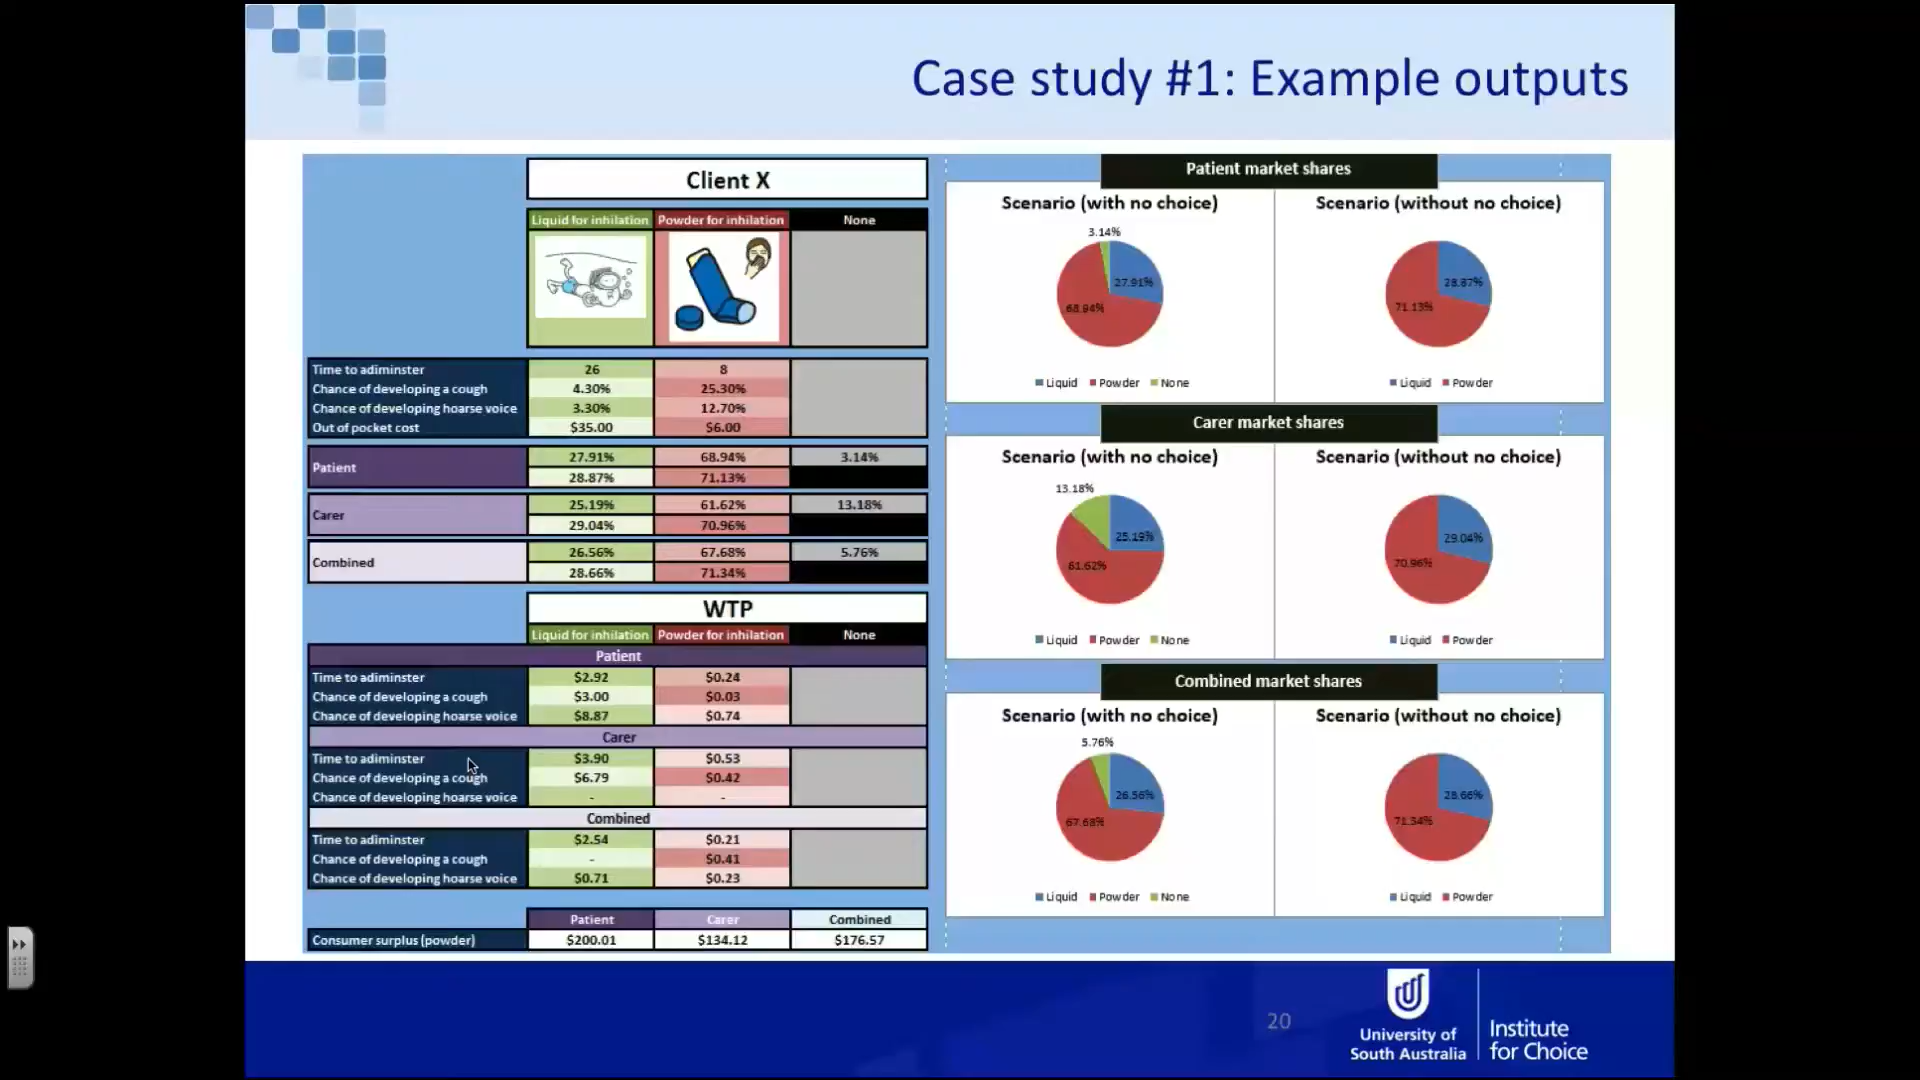 Case study #1: Example outputs
Client X
Liquid for inhilation Powder for inhilation None
Time to adiminster 26 8
Chance of developing a cough 4.30% 25.30%
Chance of developing hoarse voice 3.30% 12.70%
Out of pocket cost $35.00 $6.00
Patient
27.91% 68.94% 3.14%
28.87% 71.13%
Carer
25.19% 61.62% 13.18%
29.04% 70.96%
Combined
26.56% 67.68% 5.76%
28.66% 71.34%
WTP
Liquid for inhilation Powder for inhilation None
Patient
Time to adiminster $2.92 $0.24
Chance of developing a cough $3.00 $0.03
Chance of developing hoarse voice $8.87 $0.74
Carer
Time to adiminster $3.90 $0.53
Chance of developing a cough $6.79 $0.42
Chance of developing hoarse voice - -
Combined
Time to adiminster $2.54 $0.21
Chance of developing a cough - $0.41
Chance of developing hoarse voice $0.71 $0.23
Patient Carer Combined
Consumer surplus (powder) $200.01 $134.12 $176.57
Patient market shares
Scenario (with no choice) Scenario (without no choice)
3.14%
27.91% 28.87%
68.94% 71.13%
Liquid Powder None Liquid Powder
Carer market shares
Scenario (with no choice) Scenario (without no choice)
13.18%
25.19% 29.04%
61.62% 70.96%
Liquid Powder None Liquid Powder
Combined market shares
Scenario (with no choice) Scenario (without no choice)
5.76%
26.56% 28.66%
67.68% 71.34%
Liquid Powder None Liquid Powder
20
University of
South Australia
Institute
for Choice